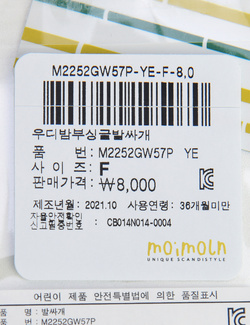 M2252GW57P-YE-F-8,0
우디밤부싱글발싸개
품 번: M2252GW57P YE
사 이 즈: F
판매가격: ₩8,000
제조년월: 2021.10 사용연령: 36개월미만
자율안전확인
신고필증번호 : CB014N014-0004
moimoln
UNIQUE SCANDISTYLE
어린이 제품 안전특별법에 의한 품질표시
품 명 : 발싸개
품 번 : M2252GW57P